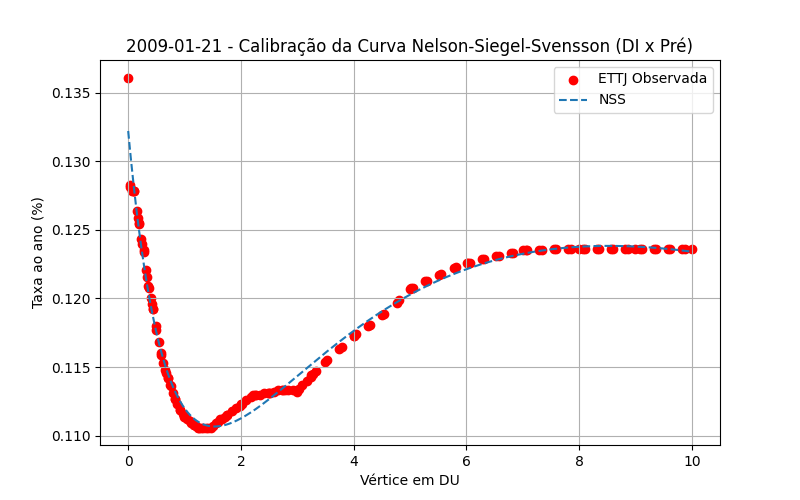 2009-01-21 - Calibração da Curva Nelson-Siegel-Svensson (DI x Pré)
ETTJ Observada
NSS
Taxa ao ano (%)
0.135
0.130
0.125
0.120
0.115
0.110
0 2 4 6 8 10
Vértice em DU